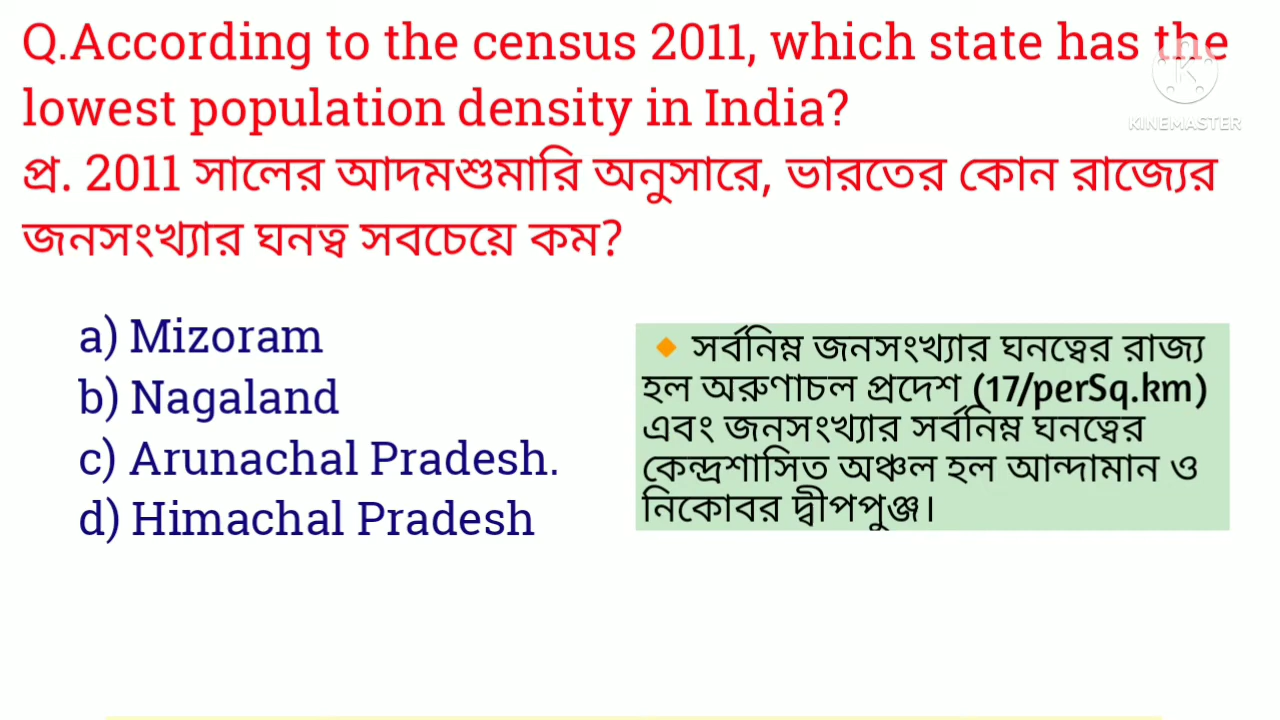 Q.According to the census 2011, which state has the
lowest population density in India?
প্র. 2011 সালের আদমশুমারি অনুসারে, ভারতের কোন রাজ্যের
জনসংখ্যার ঘনত্ব সবচেয়ে কম?
KINEMASTER
a) Mizoram
b) Nagaland
c) Arunachal Pradesh.
d) Himachal Pradesh
🔸 সর্বনিম্ন জনসংখ্যার ঘনত্বের রাজ্য
হল অরুণাচল প্রদেশ (17/perSq.km)
এবং জনসংখ্যার সর্বনিম্ন ঘনত্বের
কেন্দ্রশাসিত অঞ্চল হল আন্দামান ও
নিকোবর দ্বীপপুঞ্জ।